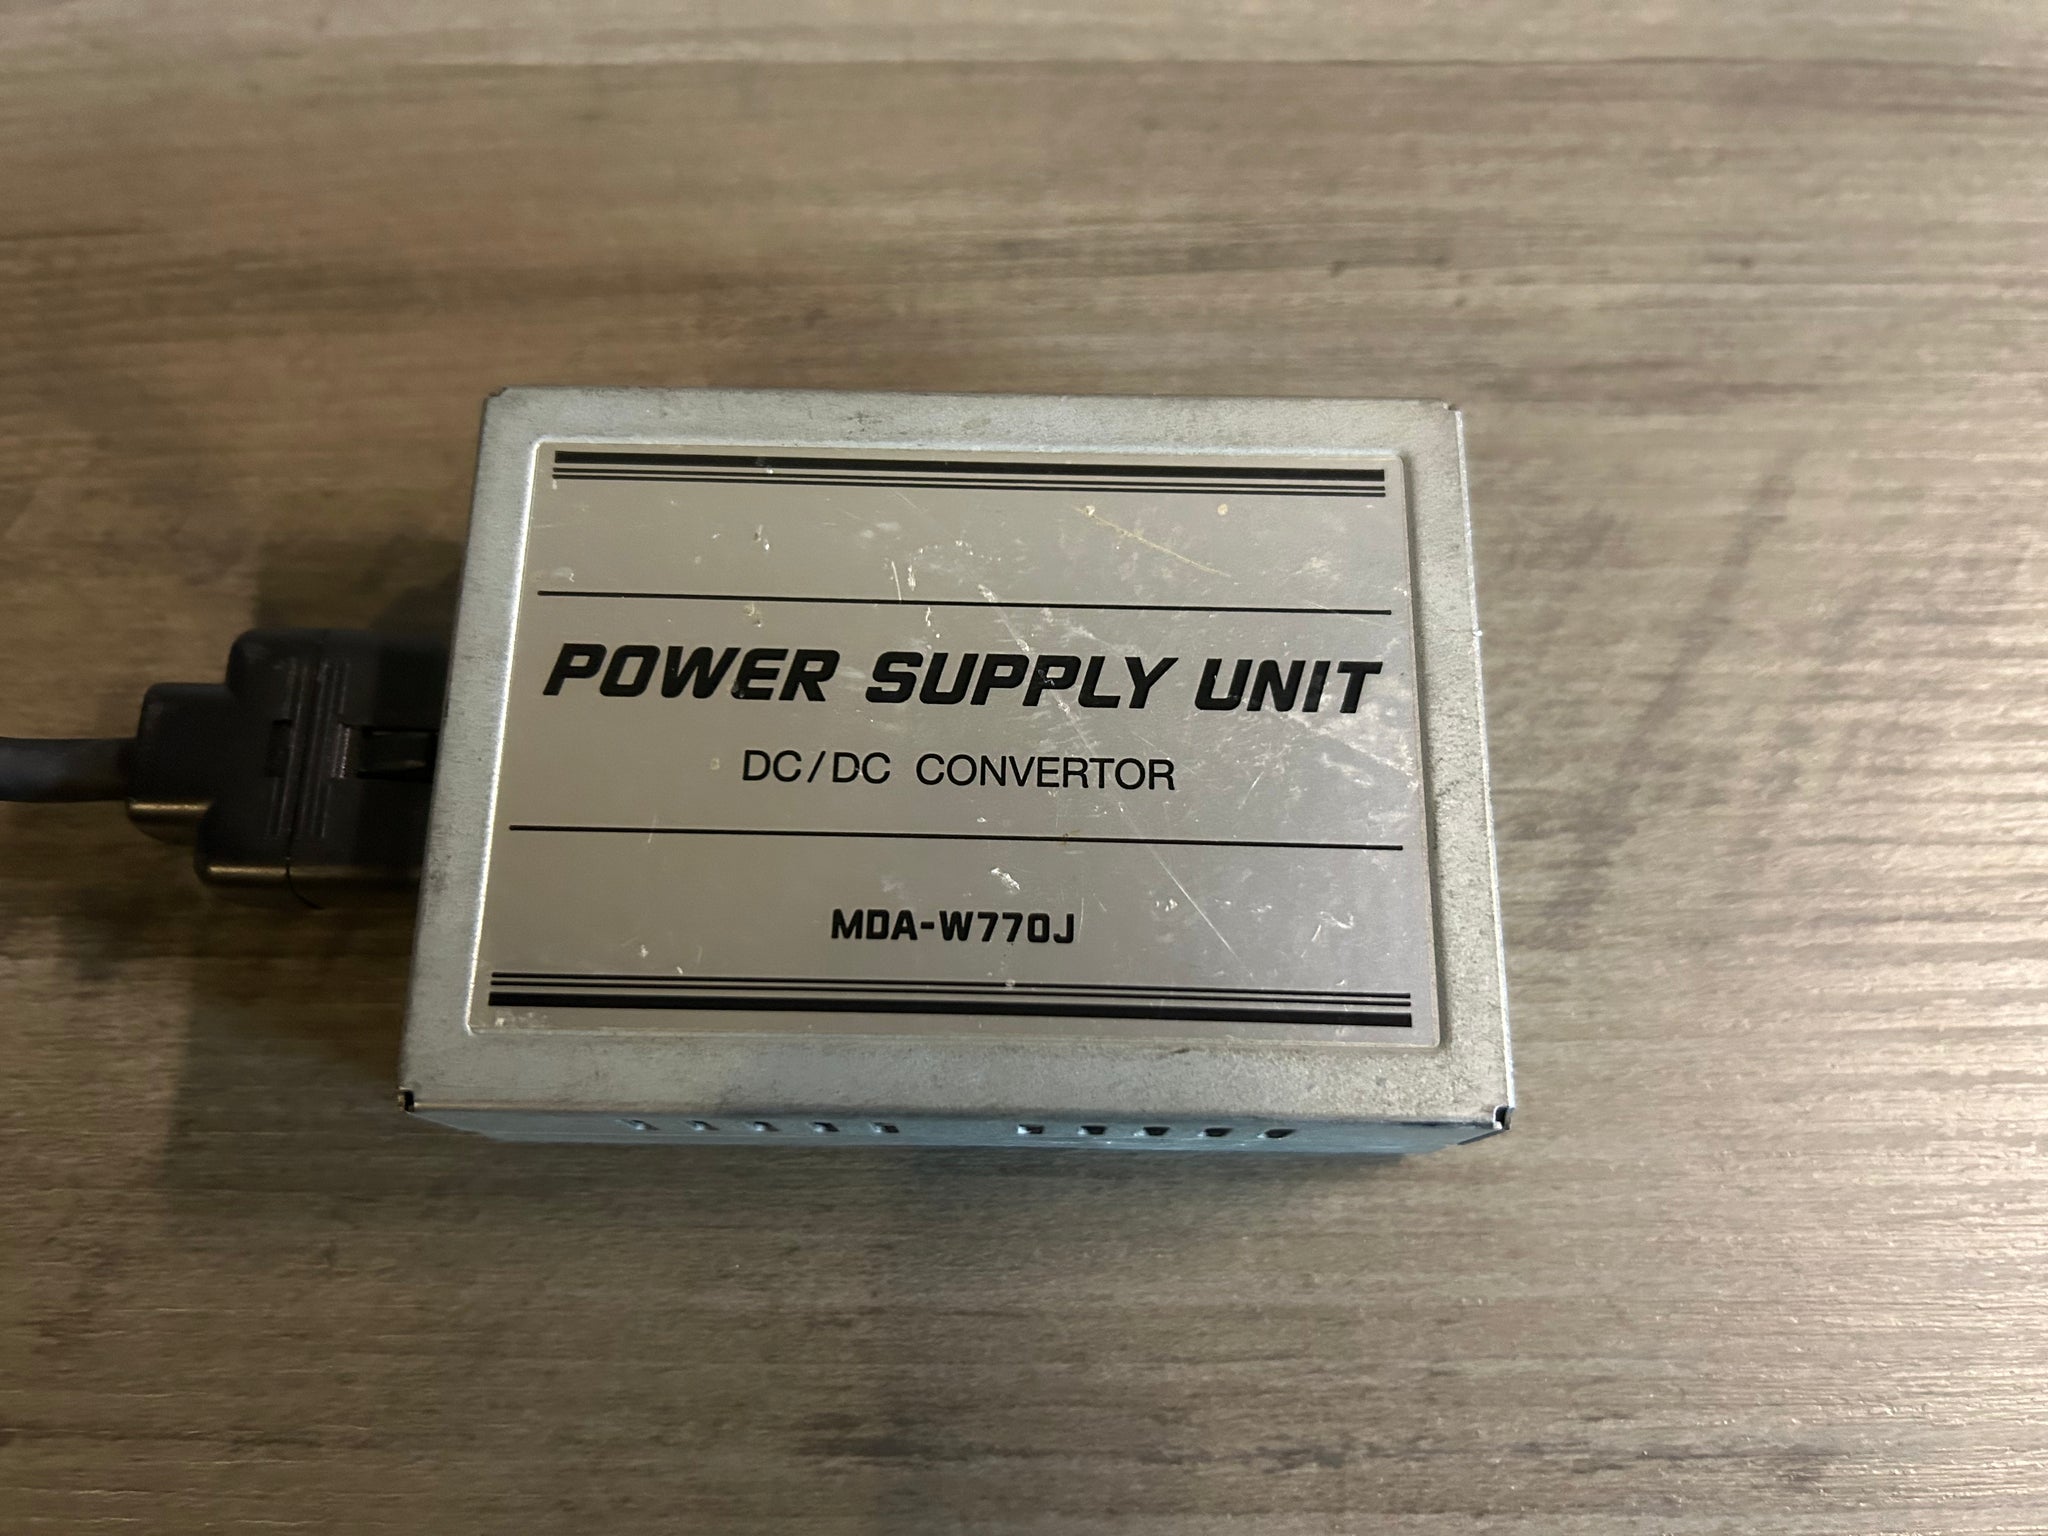 POWER SUPPLY UNIT
DC/DC CONVERTOR
MDA-W770J